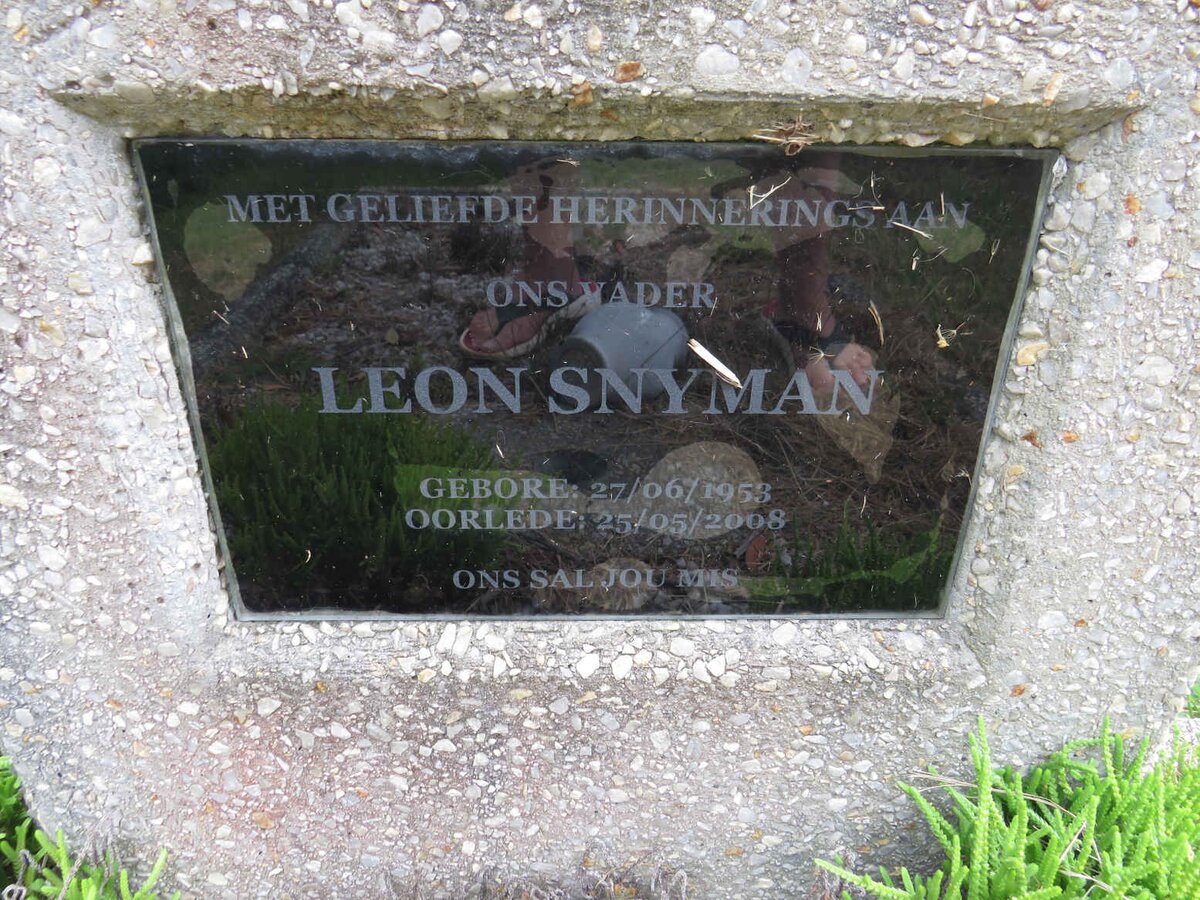 MET GELIEFDE HERINNERINGS AAN
ONS VADER
LEON SNYMAN
GEBORE: 27/06/1953
OORLEDE: 25/05/2008
ONS SAL JOU MIS